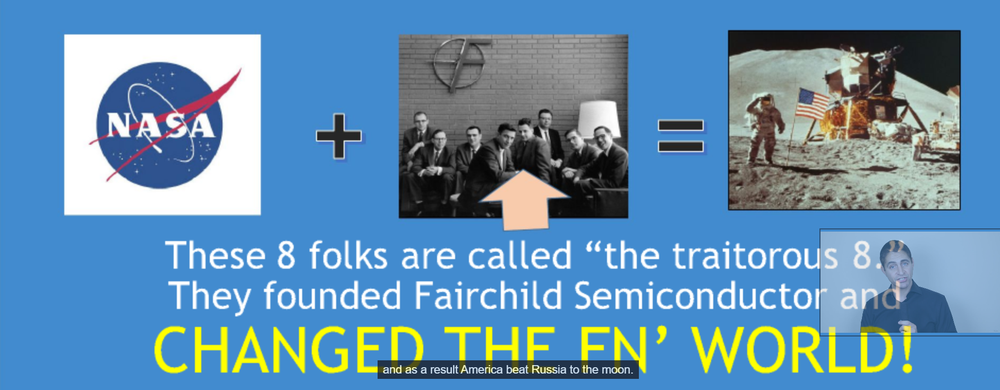 NASA
These 8 folks are called “the traitorous 8.”
They founded Fairchild Semiconductor and
CHANGED THE EN’ WORLD!
and as a result America beat Russia to the moon.